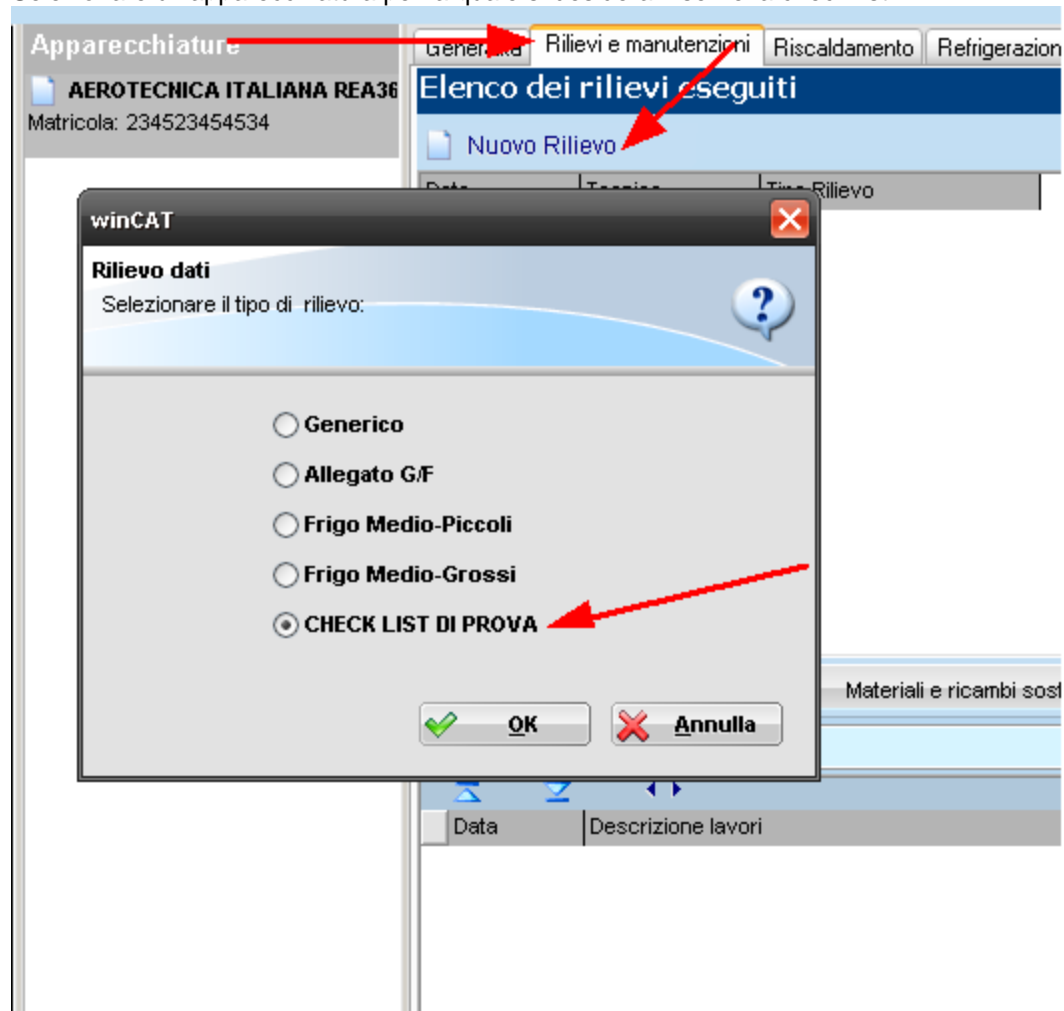 Apparecchiature
Generalità Rilievi e manutenzioni Riscaldamento Refrigerazion
AEROTECNICA ITALIANA REA36
Matricola: 234523454534
Elenco dei rilievi eseguiti
Nuovo Rilievo
Data Tecnico Tipo Rilievo
winCAT
Rilievo dati
Selezionare il tipo di rilievo:
Generico
Allegato G/F
Frigo Medio-Piccoli
Frigo Medio-Grossi
CHECK LIST DI PROVA
OK Annulla
Materiali e ricambi sost
Data Descrizione lavori